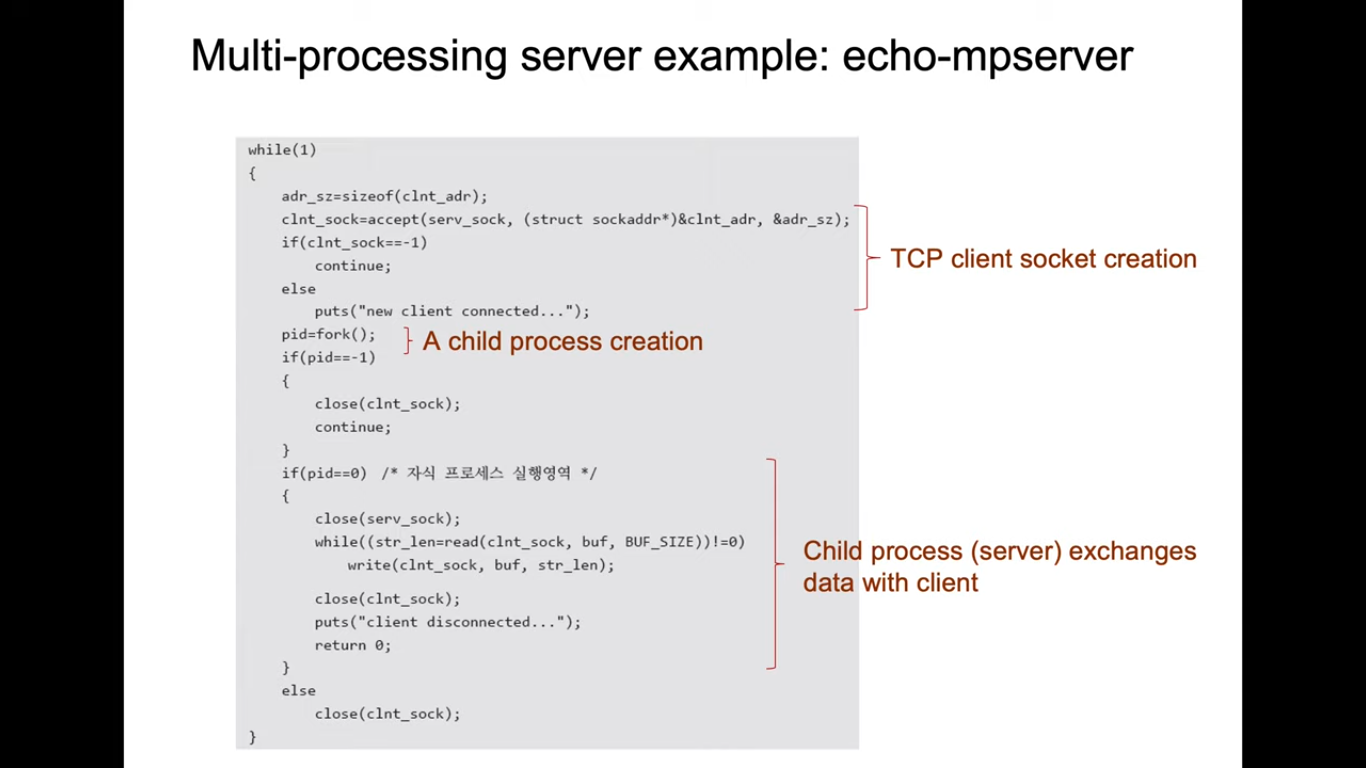 Multi-processing server example: echo-mpserver
while(1)
{
adr_sz=sizeof(clnt_adr);
clnt_sock=accept(serv_sock, (struct sockaddr*)&clnt_adr, &adr_sz);
if(clnt_sock==-1)
continue;
else
puts("new client connected...");
TCP client socket creation
pid=fork();
A child process creation
if(pid==-1)
{
close(clnt_sock);
continue;
}
if(pid==0) /* 자식 프로세스 실행영역 */
{
close(serv_sock);
while((str_len=read(clnt_sock, buf, BUF_SIZE))!=0)
write(clnt_sock, buf, str_len);
close(clnt_sock);
puts("client disconnected...");
return 0;
}
Child process (server) exchanges
data with client
else
close(clnt_sock);
}